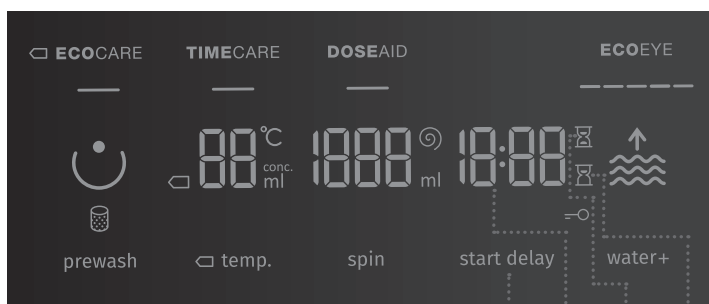 ECOCARE TIMECARE DOSEAID ECOEYE
88 °C 1888 18:88
conc.
ml ml
prewash temp. spin start delay water+